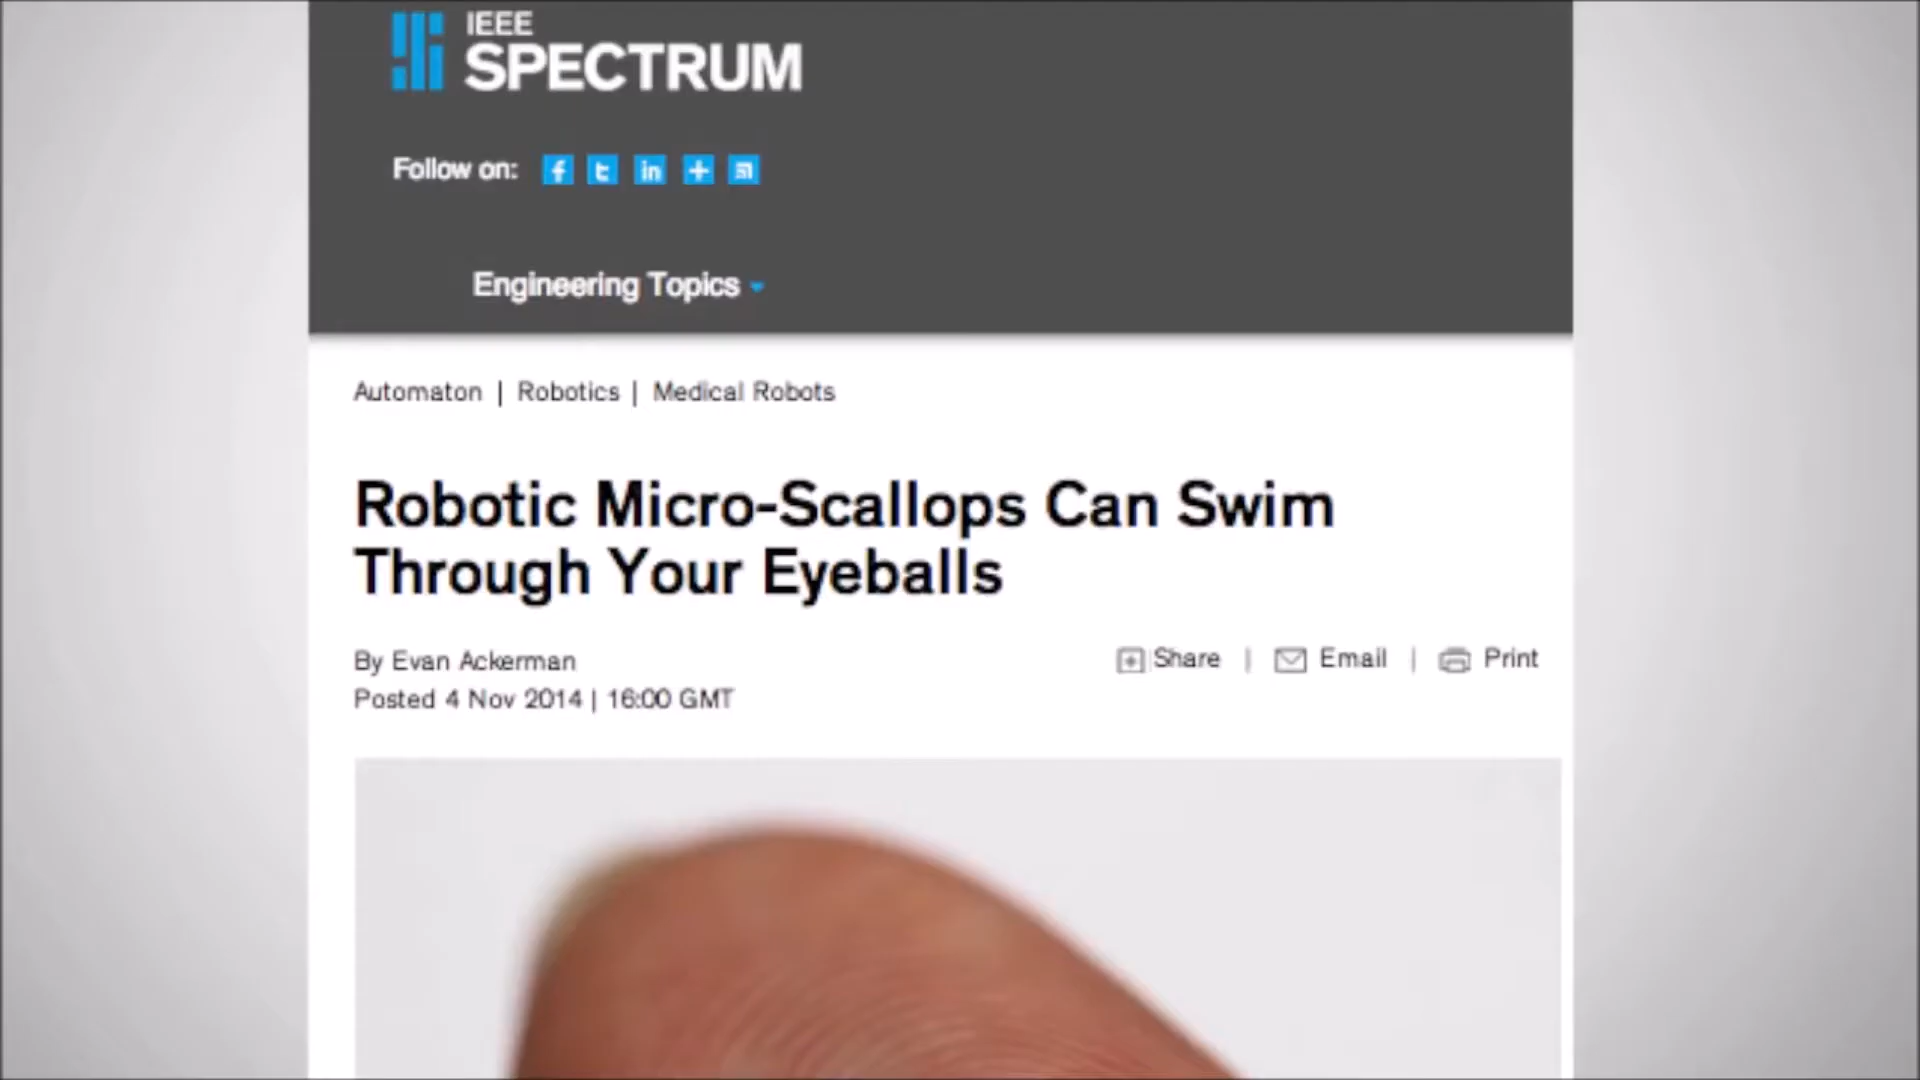 IEEE
SPECTRUM
Follow on:
Engineering Topics
Automaton | Robotics | Medical Robots
Robotic Micro-Scallops Can Swim
Through Your Eyeballs
By Evan Ackerman
Share | Email | Print
Posted 4 Nov 2014 | 16:00 GMT